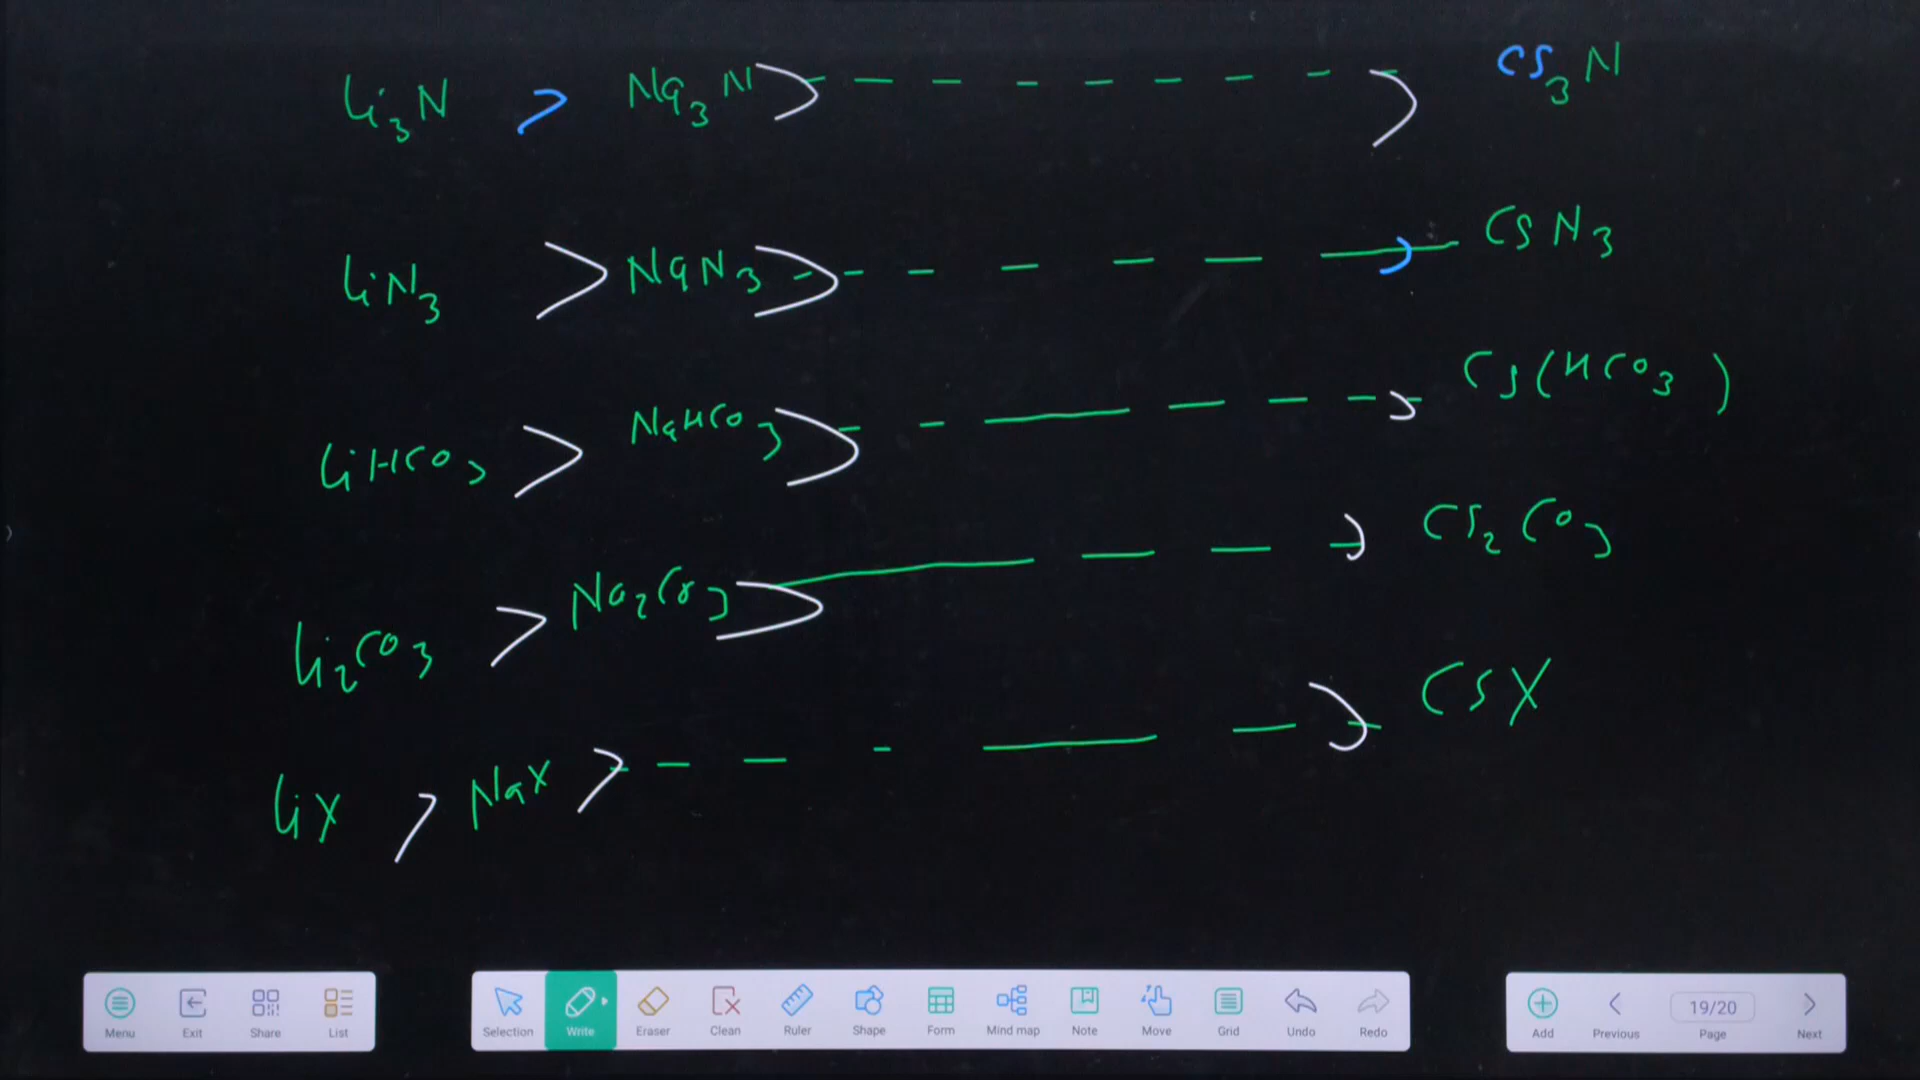 Li3N > Na3N > - - - - - - - - > Cs3N
LiN3 > NaN3 > - - - - - - - > CsN3
LiHCO3 > NaHCO3 > - - - - - - > Cs(HCO3)
Li2CO3 > Na2CO3 > - - - - > Cs2CO3
LiX > NaX > - - - - - - > CsX
Menu Exit Share List Selection Write Eraser Clean Ruler Shape Form Mind map Note Move Grid Undo Redo Add Previous 19/20 Page Next